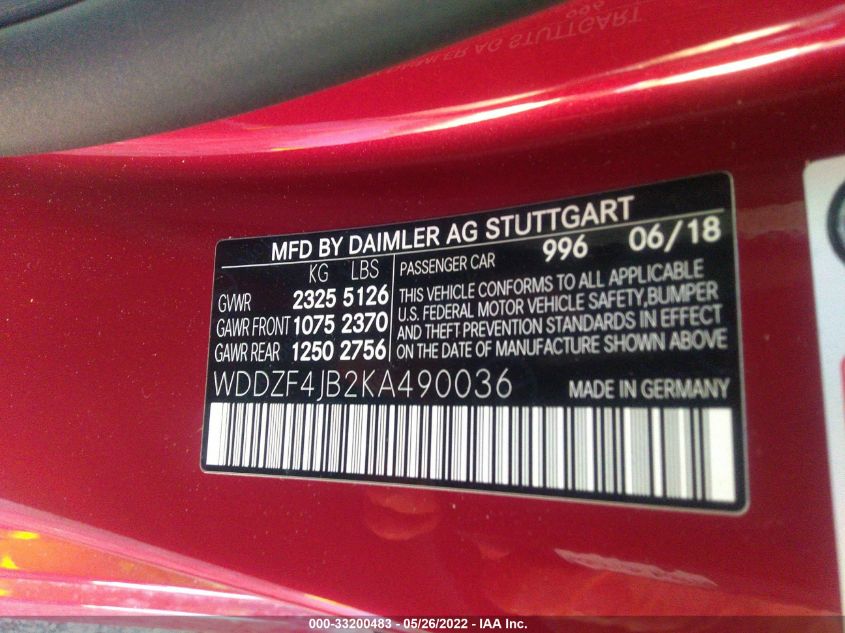 MFD BY DAIMLER AG STUTTGART
996 06/18
KG LBS
GVWR 2325 5126
GAWR FRONT 1075 2370
GAWR REAR 1250 2756
PASSENGER CAR
THIS VEHICLE CONFORMS TO ALL APPLICABLE
U.S. FEDERAL MOTOR VEHICLE SAFETY,BUMPER
AND THEFT PREVENTION STANDARDS IN EFFECT
ON THE DATE OF MANUFACTURE SHOWN ABOVE
WDDZF4JB2KA490036
MADE IN GERMANY
000-33200483 - 05/26/2022 - IAA Inc.